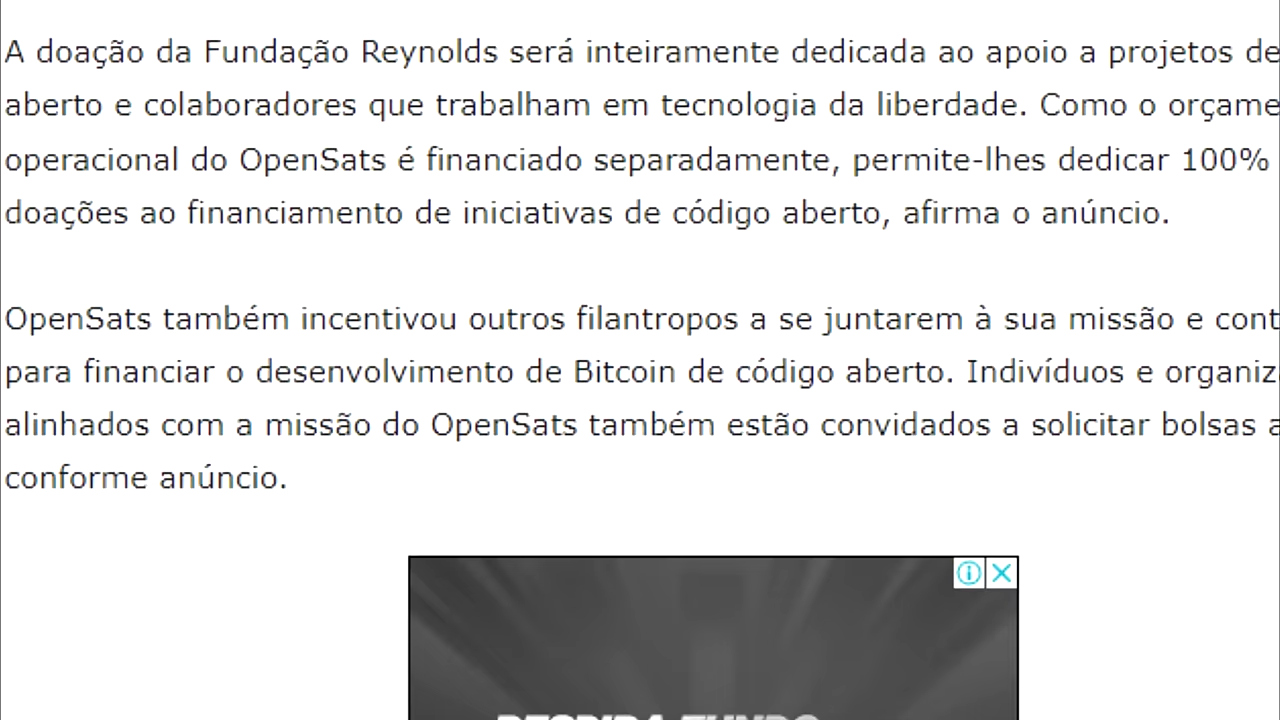 A doação da Fundação Reynolds será inteiramente dedicada ao apoio a projetos de
aberto e colaboradores que trabalham em tecnologia da liberdade. Como o orçame
operacional do OpenSats é financiado separadamente, permite-lhes dedicar 100%
doações ao financiamento de iniciativas de código aberto, afirma o anúncio.
OpenSats também incentivou outros filantropos a se juntarem à sua missão e cont
para financiar o desenvolvimento de Bitcoin de código aberto. Indivíduos e organiz
alinhados com a missão do OpenSats também estão convidados a solicitar bolsas a
conforme anúncio.